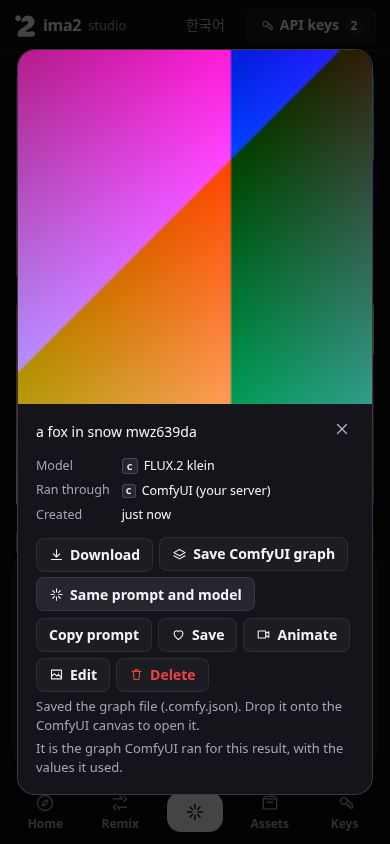 ima2 studio 한국어 API keys 2
a fox in snow mwz639da
Model c FLUX.2 klein
Ran through c ComfyUI (your server)
Created just now
Download Save ComfyUI graph
Same prompt and model
Copy prompt Save Animate
Edit Delete
Saved the graph file (.comfy.json). Drop it onto the
ComfyUI canvas to open it.
It is the graph ComfyUI ran for this result, with the
values it used.
Home Remix Assets Keys